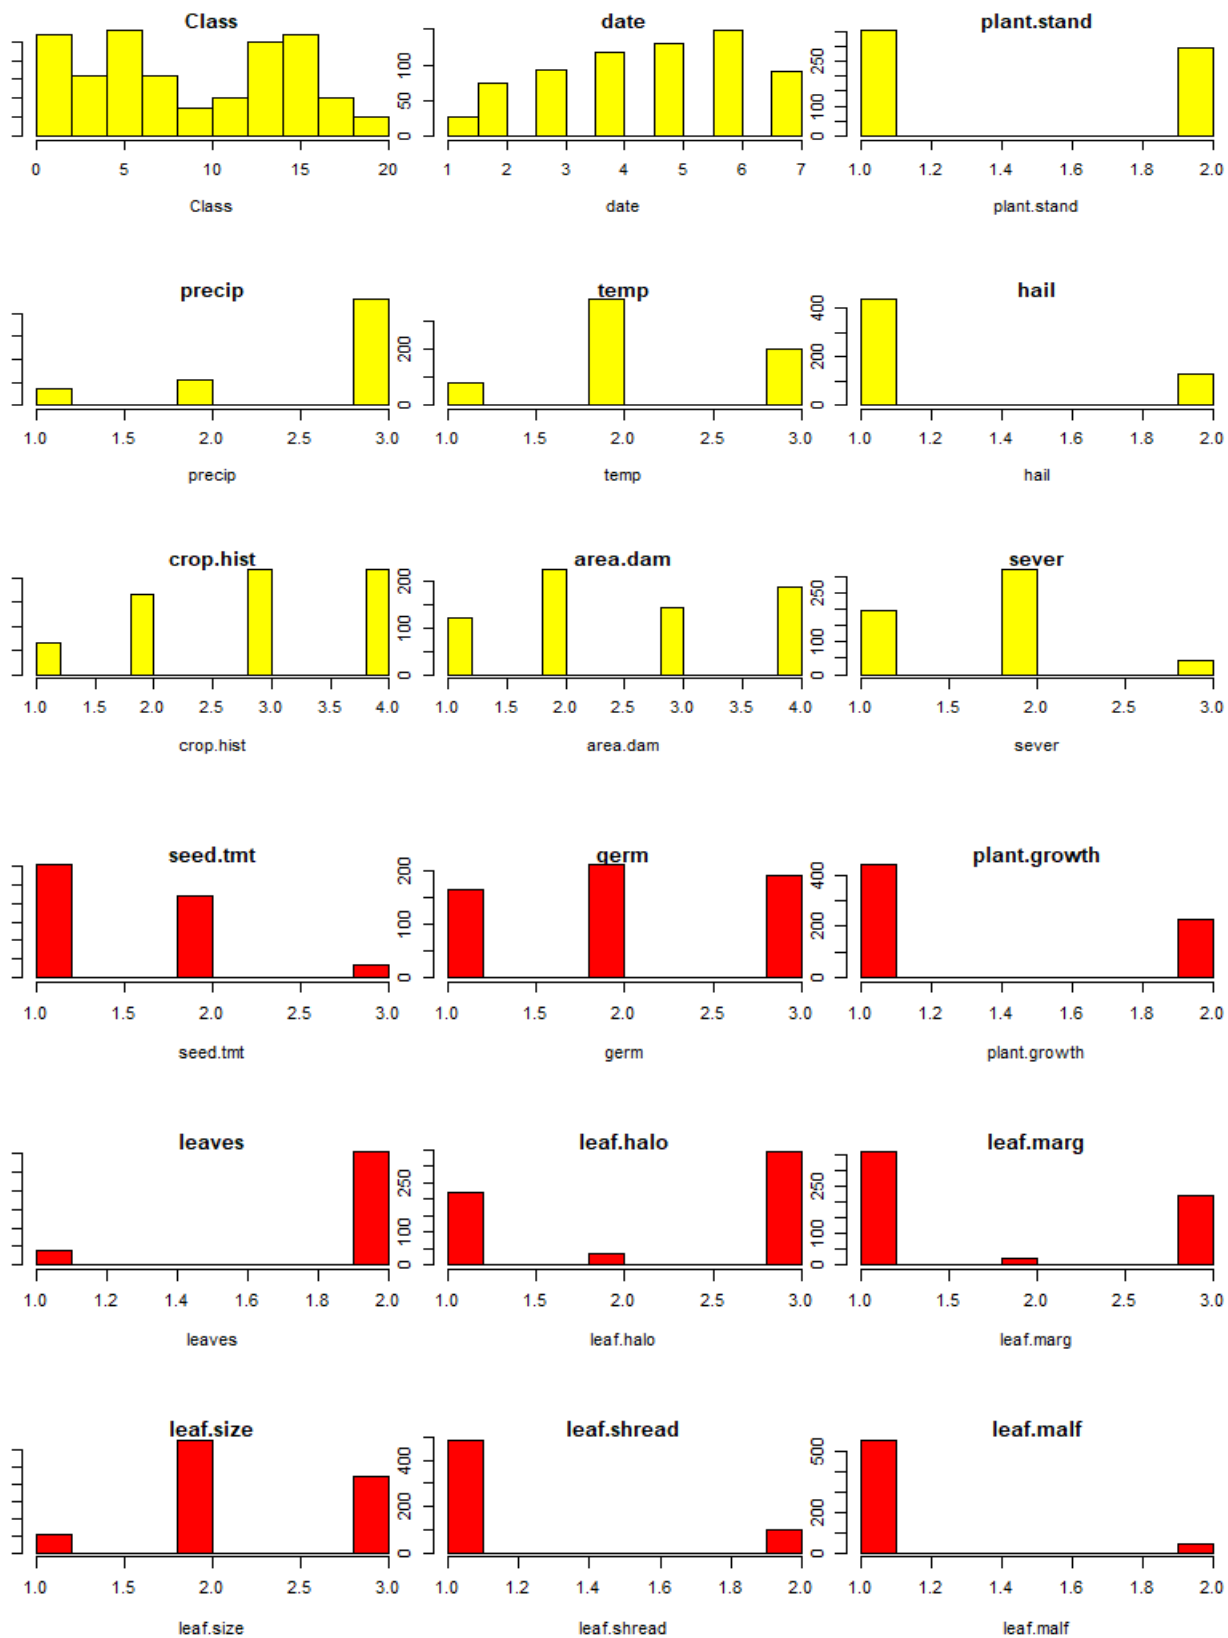 Class date plant.stand
0 50 100
0 100 250
0 5 10 15 20
1 2 3 4 5 6 7
1.0 1.2 1.4 1.6 1.8 2.0
Class date plant.stand
precip temp hail
0 200
0 200 400
1.0 1.5 2.0 2.5 3.0
1.0 1.5 2.0 2.5 3.0
1.0 1.2 1.4 1.6 1.8 2.0
precip temp hail
crop.hist area.dam sever
0 100 200
0 100 250
1.0 1.5 2.0 2.5 3.0 3.5 4.0
1.0 1.5 2.0 2.5 3.0 3.5 4.0
1.0 1.5 2.0 2.5 3.0
crop.hist area.dam sever
seed.tmt germ plant.growth
0 100 200
0 200 400
1.0 1.5 2.0 2.5 3.0
1.0 1.5 2.0 2.5 3.0
1.0 1.2 1.4 1.6 1.8 2.0
seed.tmt germ plant.growth
leaves leaf.halo leaf.marg
0 100 250
0 100 250
1.0 1.2 1.4 1.6 1.8 2.0
1.0 1.5 2.0 2.5 3.0
1.0 1.5 2.0 2.5 3.0
leaves leaf.halo leaf.marg
leaf.size leaf.shread leaf.malf
0 200 400
0 200 500
1.0 1.5 2.0 2.5 3.0
1.0 1.2 1.4 1.6 1.8 2.0
1.0 1.2 1.4 1.6 1.8 2.0
leaf.size leaf.shread leaf.malf